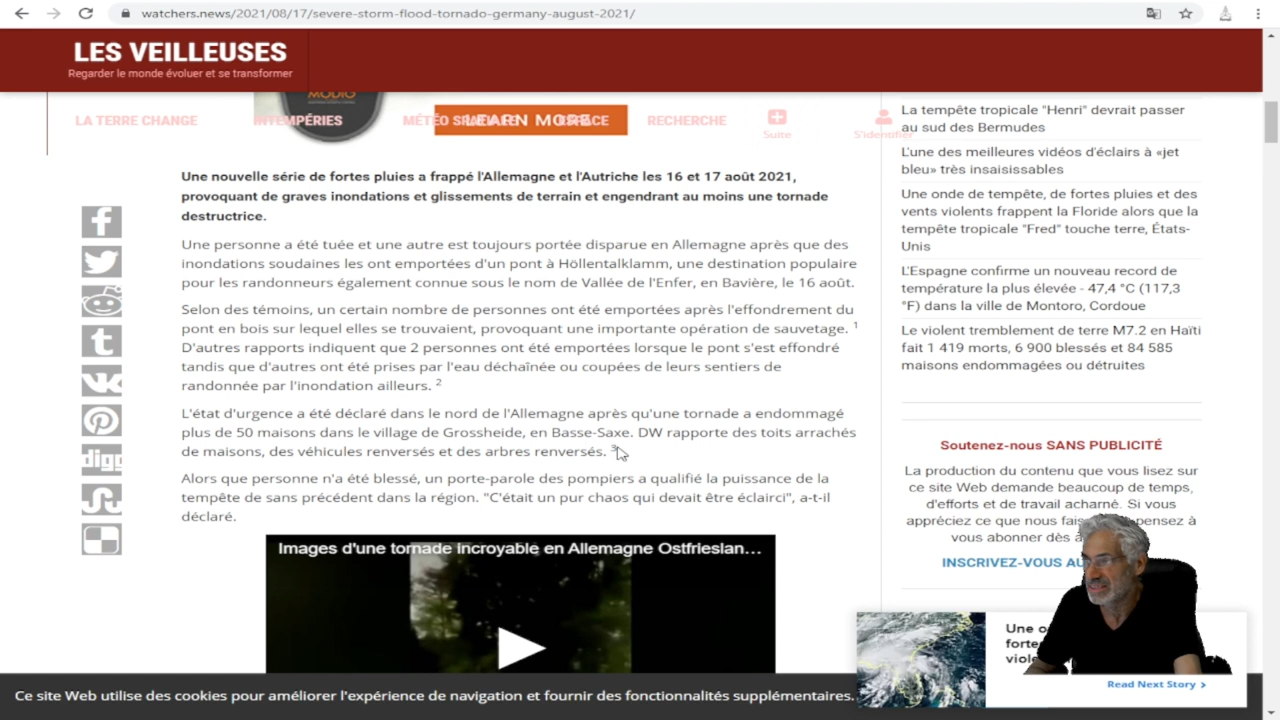 watchers.news/2021/08/17/severe-storm-flood-tornado-germany-august-2021/
LES VEILLEUSES
Regarder le monde évoluer et se transformer
MODIO
LEARN MORE
LA TERRE CHANGE
INTEMPÉRIES
MÉTÉO SPATIALE
ESPACE
RECHERCHE
Suite
S'identifier
Une nouvelle série de fortes pluies a frappé l'Allemagne et l'Autriche les 16 et 17 août 2021,
provoquant de graves inondations et glissements de terrain et engendrant au moins une tornade
destructrice.
Une personne a été tuée et une autre est toujours portée disparue en Allemagne après que des
inondations soudaines les ont emportées d'un pont à Höllentalklamm, une destination populaire
pour les randonneurs également connue sous le nom de Vallée de l'Enfer, en Bavière, le 16 août.
Selon des témoins, un certain nombre de personnes ont été emportées après l'effondrement du
pont en bois sur lequel elles se trouvaient, provoquant une importante opération de sauvetage. 1
D'autres rapports indiquent que 2 personnes ont été emportées lorsque le pont s'est effondré
tandis que d'autres ont été prises par l'eau déchaînée ou coupées de leurs sentiers de
randonnée par l'inondation ailleurs. 2
L'état d'urgence a été déclaré dans le nord de l'Allemagne après qu'une tornade a endommagé
plus de 50 maisons dans le village de Grossheide, en Basse-Saxe. DW rapporte des toits arrachés
de maisons, des véhicules renversés et des arbres renversés. 3
Alors que personne n'a été blessé, un porte-parole des pompiers a qualifié la puissance de la
tempête de sans précédent dans la région. "C'était un pur chaos qui devait être éclairci", a-t-il
déclaré.
Images d'une tornade incroyable en Allemagne Ostfrieslan...
La tempête tropicale "Henri" devrait passer
au sud des Bermudes
L'une des meilleures vidéos d'éclairs à «jet
bleu» très insaisissables
Une onde de tempête, de fortes pluies et des
vents violents frappent la Floride alors que la
tempête tropicale "Fred" touche terre, États-
Unis
L'Espagne confirme un nouveau record de
température la plus élevée - 47,4 °C (117,3
°F) dans la ville de Montoro, Cordoue
Le violent tremblement de terre M7.2 en Haïti
fait 1 419 morts, 6 900 blessés et 84 585
maisons endommagées ou détruites
Soutenez-nous SANS PUBLICITÉ
La production du contenu que vous lisez sur
ce site Web demande beaucoup de temps,
d'efforts et de travail acharné. Si vous
appréciez ce que nous pensez à
vous abonner dès
INSCRIVEZ-VOUS
Une
Read Next Story >
Ce site Web utilise des cookies pour améliorer l'expérience de navigation et fournir des fonctionnalités supplémentaires.
digg